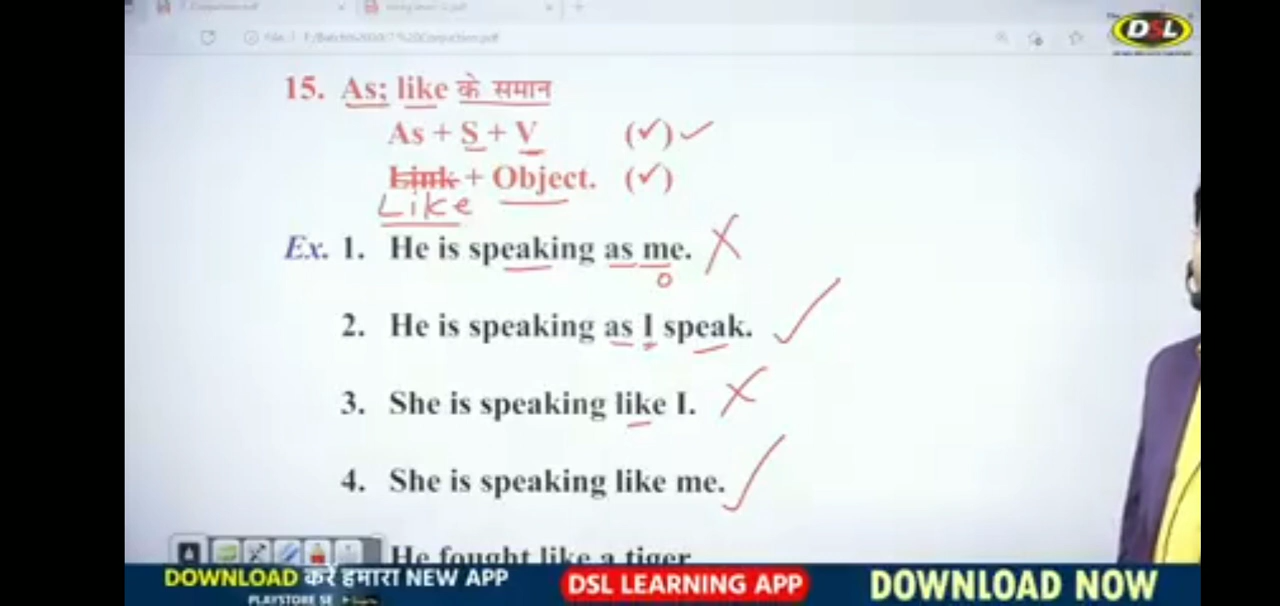 DSL
15. As; like के समान
As + S + V (✓) ✓
Link + Object. (✓)
Like
Ex. 1. He is speaking as me. X
O
2. He is speaking as I speak. ✓
3. She is speaking like I. X
4. She is speaking like me. ✓
He fought like a tiger
DOWNLOAD करें हमारा NEW APP
PLAYSTORE SE
DSL LEARNING APP
DOWNLOAD NOW